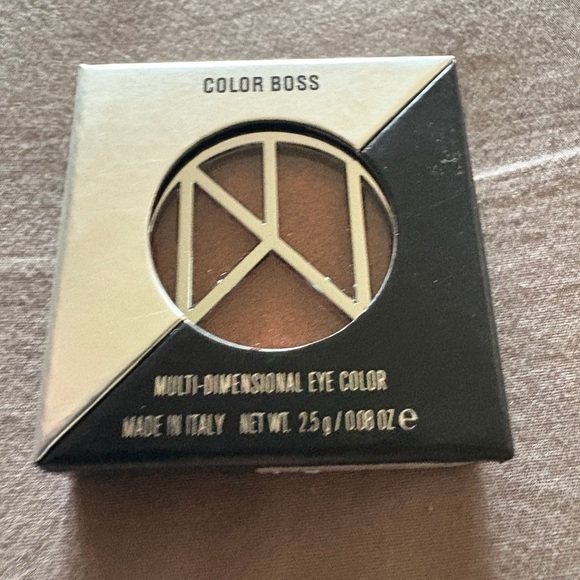 COLOR BOSS
MULTI-DIMENSIONAL EYE COLOR
MADE IN ITALY NET WT. 2.5 g / 0.08 OZ e